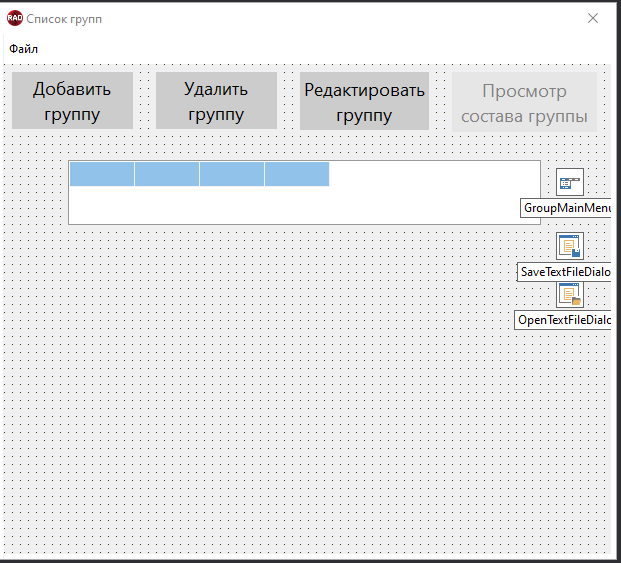 RAD Список групп
Файл
Добавить
группу
Удалить
группу
Редактировать
группу
Просмотр
состава группы
GroupMainMenu
SaveTextFileDialo
OpenTextFileDialo